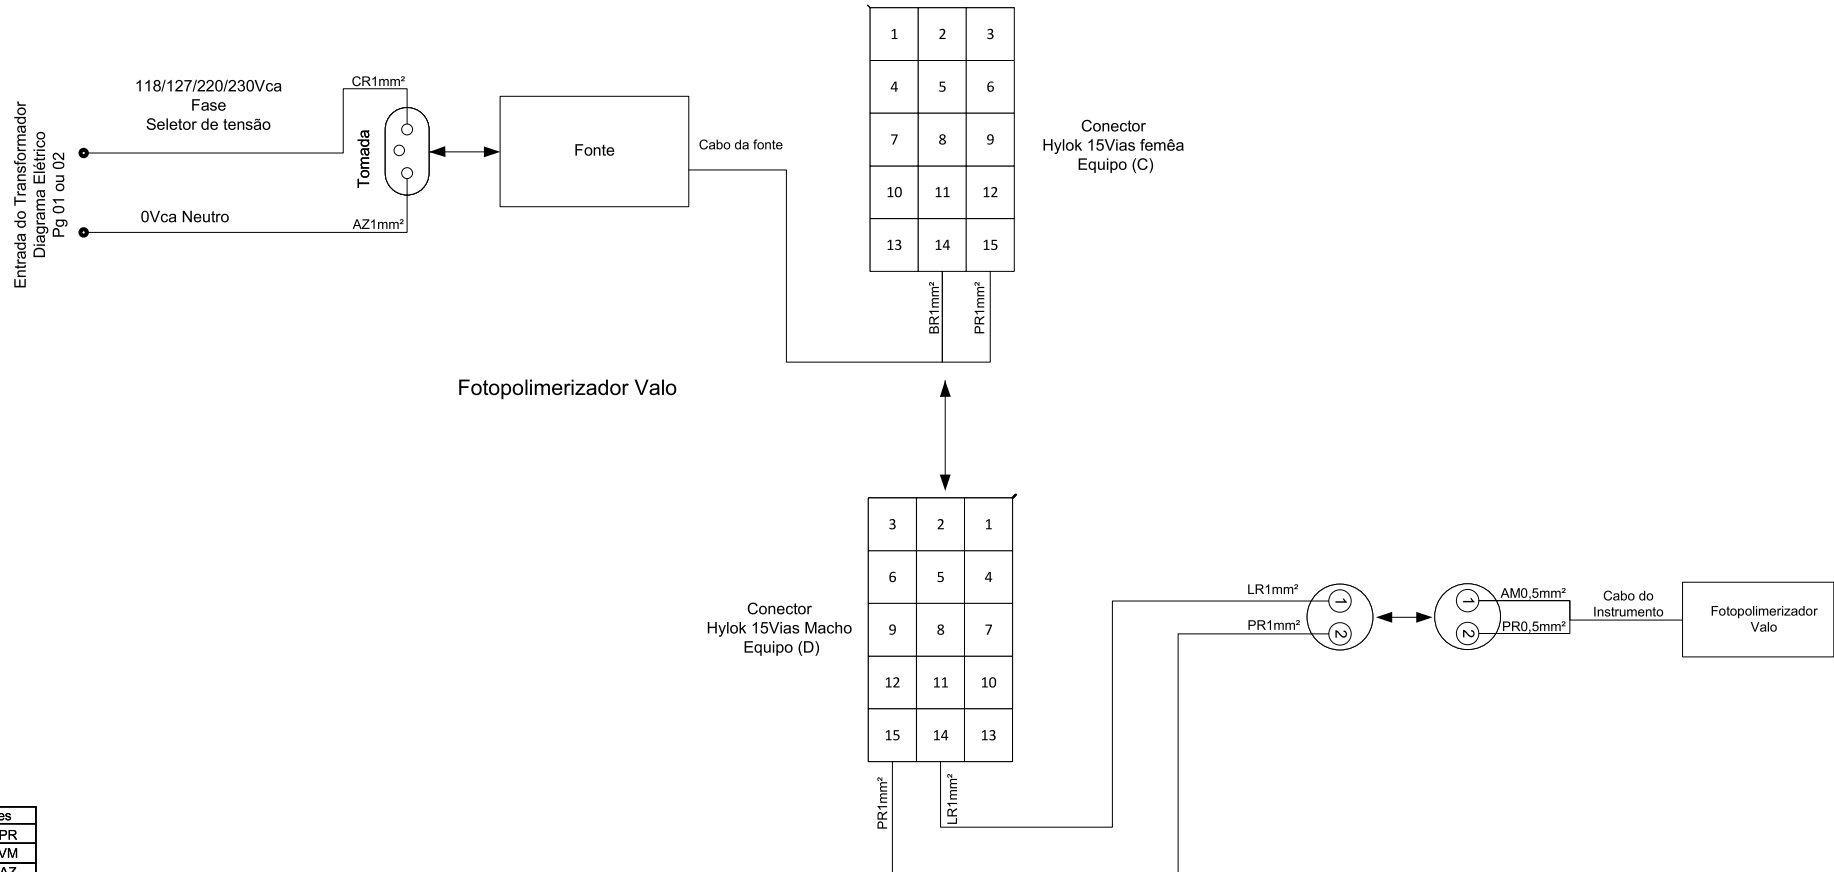 Entrada do Transformador
Diagrama Elétrico
Pg 01 ou 02
118/127/220/230Vca
Fase
Seletor de tensão
0Vca Neutro
CR1mm²
AZ1mm²
Tomada
Fonte
Cabo da fonte
1 2 3
4 5 6
7 8 9
10 11 12
13 14 15
BR1mm²
PR1mm²
Conector
Hylok 15Vias femêa
Equipo (C)
Fotopolimerizador Valo
Conector
Hylok 15Vias Macho
Equipo (D)
3 2 1
6 5 4
9 8 7
12 11 10
15 14 13
PR1mm²
LR1mm²
LR1mm²
PR1mm²
1
2
1
2
AM0,5mm²
PR0,5mm²
Cabo do
Instrumento
Fotopolimerizador
Valo
es
PR
VM
AZ